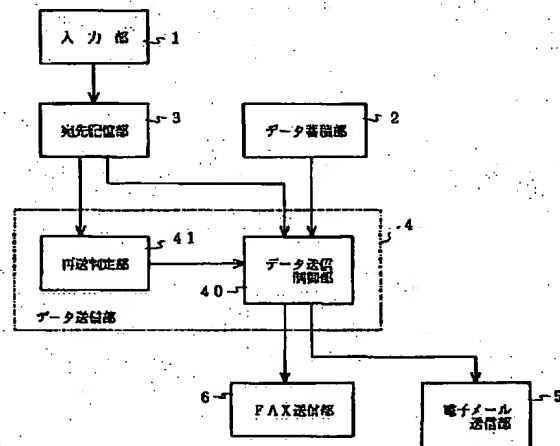 入力部
1
宛先記憶部
3
データ蓄積部
2
再送判定部
41
データ送信
制御部
40
4
データ送信部
6
FAX送信部
電子メール
送信部
5